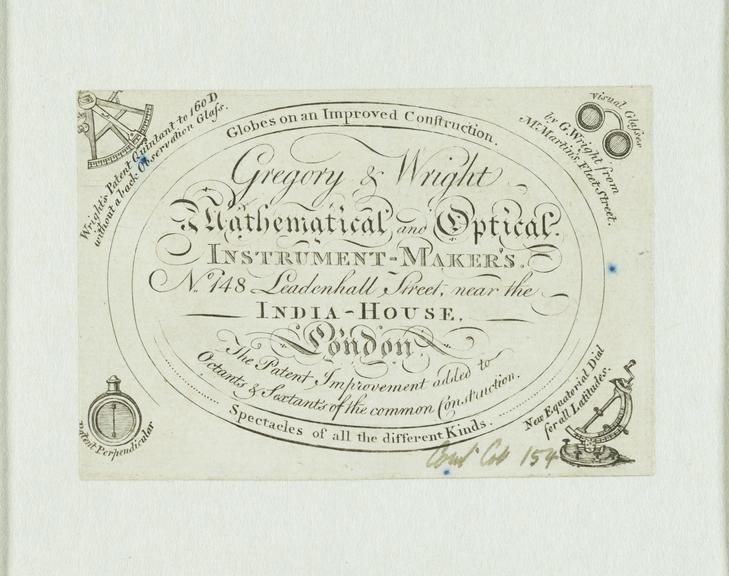 Wright's Patent Quintant to 160 D
without a back Observation Glaſs.
Visual Glaſses
by G. Wright from
Mr. Martin's Fleet Street.
Globes on an Improved Conſtruction.
Gregory & Wright
Mathematical and Optical.
INSTRUMENT-MAKERS.
No. 148 Leadenhall Street, near the
INDIA-HOUSE.
London.
The Patent Improvement added to
Octants & Sextants of the common Conſtruction.
Spectacles of all the different Kinds.
Patent Perpendicular
New Equatorial Dial
for all Latitudes.
154